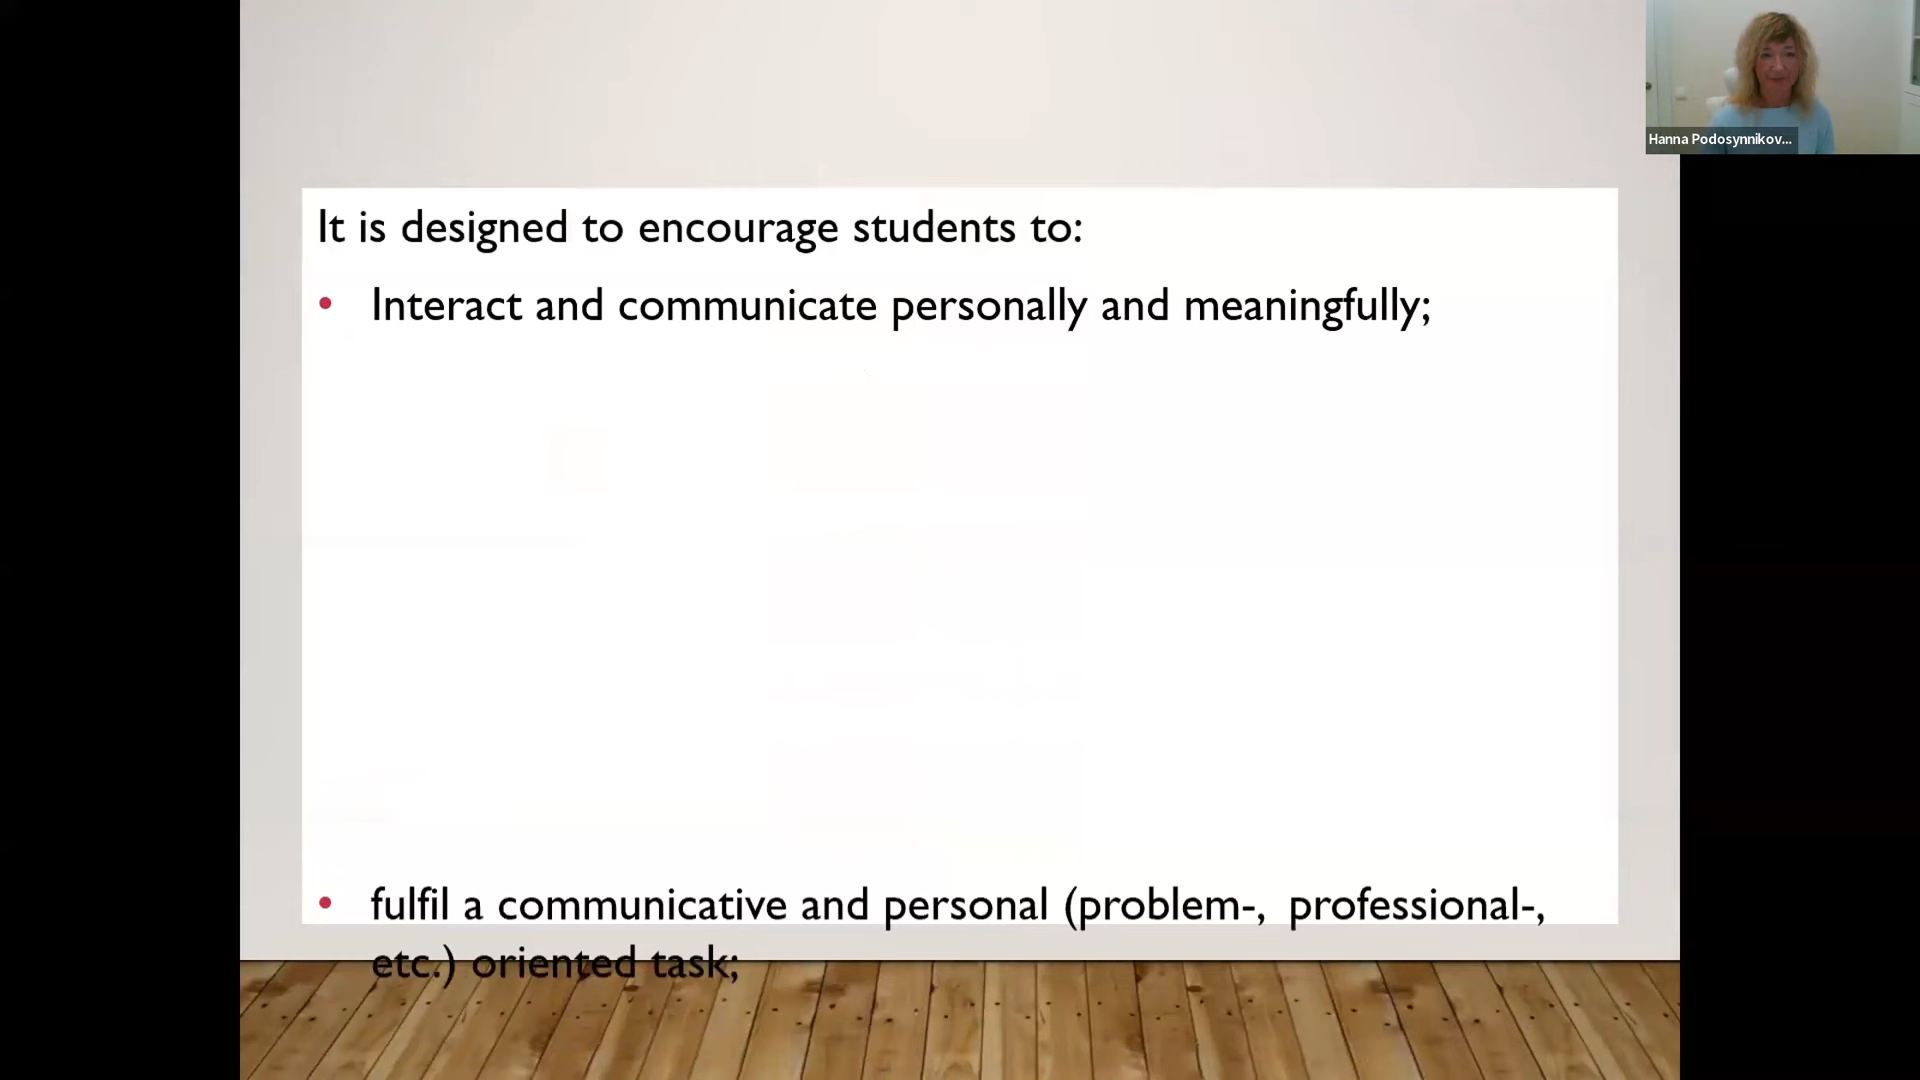 Hanna Podosynnikov...
It is designed to encourage students to:
• Interact and communicate personally and meaningfully;
• fulfil a communicative and personal (problem-, professional-,
etc.) oriented task;